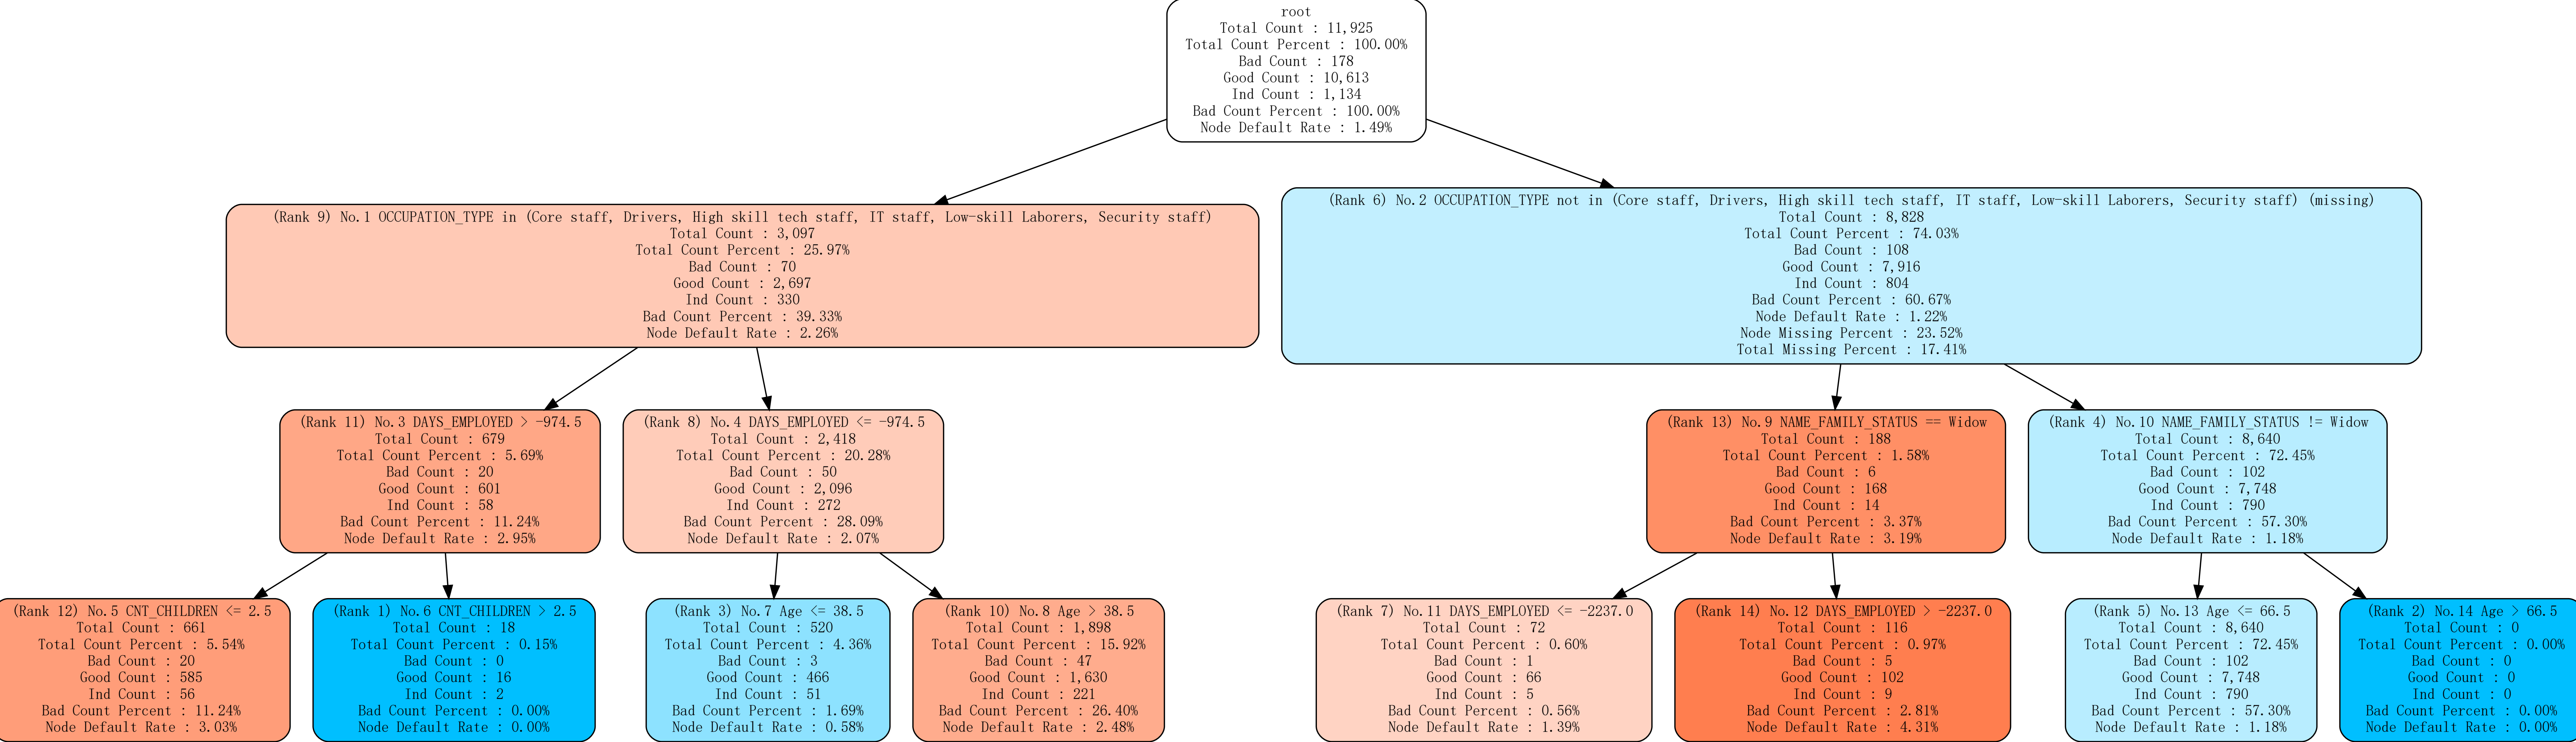 root
Total Count : 11,925
Total Count Percent : 100.00%
Bad Count : 178
Good Count : 10,613
Ind Count : 1,134
Bad Count Percent : 100.00%
Node Default Rate : 1.49%
(Rank 9) No.1 OCCUPATION_TYPE in (Core staff, Drivers, High skill tech staff, IT staff, Low-skill Laborers, Security staff)
Total Count : 3,097
Total Count Percent : 25.97%
Bad Count : 70
Good Count : 2,697
Ind Count : 330
Bad Count Percent : 39.33%
Node Default Rate : 2.26%
(Rank 6) No.2 OCCUPATION_TYPE not in (Core staff, Drivers, High skill tech staff, IT staff, Low-skill Laborers, Security staff) (missing)
Total Count : 8,828
Total Count Percent : 74.03%
Bad Count : 108
Good Count : 7,916
Ind Count : 804
Bad Count Percent : 60.67%
Node Default Rate : 1.22%
Node Missing Percent : 23.52%
Total Missing Percent : 17.41%
(Rank 11) No.3 DAYS_EMPLOYED > -974.5
Total Count : 679
Total Count Percent : 5.69%
Bad Count : 20
Good Count : 601
Ind Count : 58
Bad Count Percent : 11.24%
Node Default Rate : 2.95%
(Rank 8) No.4 DAYS_EMPLOYED <= -974.5
Total Count : 2,418
Total Count Percent : 20.28%
Bad Count : 50
Good Count : 2,096
Ind Count : 272
Bad Count Percent : 28.09%
Node Default Rate : 2.07%
(Rank 13) No.9 NAME_FAMILY_STATUS == Widow
Total Count : 188
Total Count Percent : 1.58%
Bad Count : 6
Good Count : 168
Ind Count : 14
Bad Count Percent : 3.37%
Node Default Rate : 3.19%
(Rank 4) No.10 NAME_FAMILY_STATUS != Widow
Total Count : 8,640
Total Count Percent : 72.45%
Bad Count : 102
Good Count : 7,748
Ind Count : 790
Bad Count Percent : 57.30%
Node Default Rate : 1.18%
(Rank 12) No.5 CNT_CHILDREN <= 2.5
Total Count : 661
Total Count Percent : 5.54%
Bad Count : 20
Good Count : 585
Ind Count : 56
Bad Count Percent : 11.24%
Node Default Rate : 3.03%
(Rank 1) No.6 CNT_CHILDREN > 2.5
Total Count : 18
Total Count Percent : 0.15%
Bad Count : 0
Good Count : 16
Ind Count : 2
Bad Count Percent : 0.00%
Node Default Rate : 0.00%
(Rank 3) No.7 Age <= 38.5
Total Count : 520
Total Count Percent : 4.36%
Bad Count : 3
Good Count : 466
Ind Count : 51
Bad Count Percent : 1.69%
Node Default Rate : 0.58%
(Rank 10) No.8 Age > 38.5
Total Count : 1,898
Total Count Percent : 15.92%
Bad Count : 47
Good Count : 1,630
Ind Count : 221
Bad Count Percent : 26.40%
Node Default Rate : 2.48%
(Rank 7) No.11 DAYS_EMPLOYED <= -2237.0
Total Count : 72
Total Count Percent : 0.60%
Bad Count : 1
Good Count : 66
Ind Count : 5
Bad Count Percent : 0.56%
Node Default Rate : 1.39%
(Rank 14) No.12 DAYS_EMPLOYED > -2237.0
Total Count : 116
Total Count Percent : 0.97%
Bad Count : 5
Good Count : 102
Ind Count : 9
Bad Count Percent : 2.81%
Node Default Rate : 4.31%
(Rank 5) No.13 Age <= 66.5
Total Count : 8,640
Total Count Percent : 72.45%
Bad Count : 102
Good Count : 7,748
Ind Count : 790
Bad Count Percent : 57.30%
Node Default Rate : 1.18%
(Rank 2) No.14 Age > 66.5
Total Count : 0
Total Count Percent : 0.00%
Bad Count : 0
Good Count : 0
Ind Count : 0
Bad Count Percent : 0.00%
Node Default Rate : 0.00%